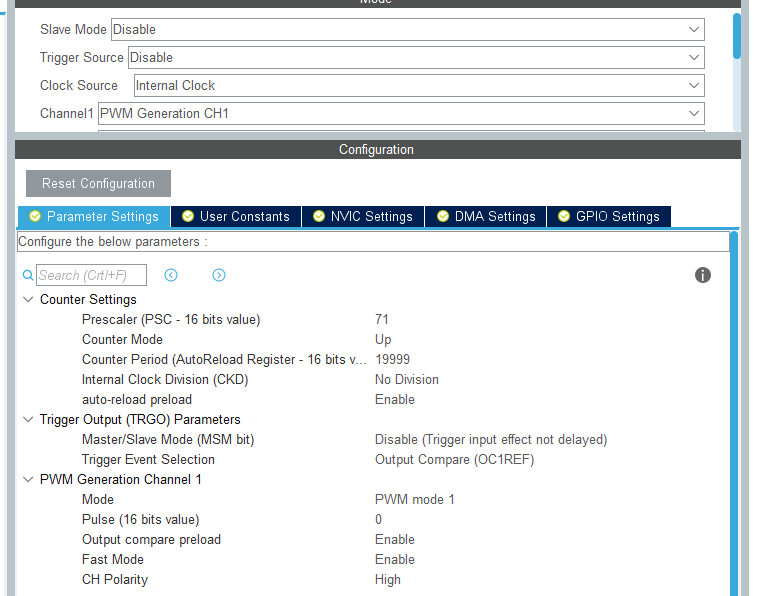 Mode
Slave Mode Disable
Trigger Source Disable
Clock Source Internal Clock
Channel1 PWM Generation CH1
Configuration
Reset Configuration
Parameter Settings User Constants NVIC Settings DMA Settings GPIO Settings
Configure the below parameters :
Search (Crtl+F)
Counter Settings
Prescaler (PSC - 16 bits value) 71
Counter Mode Up
Counter Period (AutoReload Register - 16 bits v... 19999
Internal Clock Division (CKD) No Division
auto-reload preload Enable
Trigger Output (TRGO) Parameters
Master/Slave Mode (MSM bit) Disable (Trigger input effect not delayed)
Trigger Event Selection Output Compare (OC1REF)
PWM Generation Channel 1
Mode PWM mode 1
Pulse (16 bits value) 0
Output compare preload Enable
Fast Mode Enable
CH Polarity High